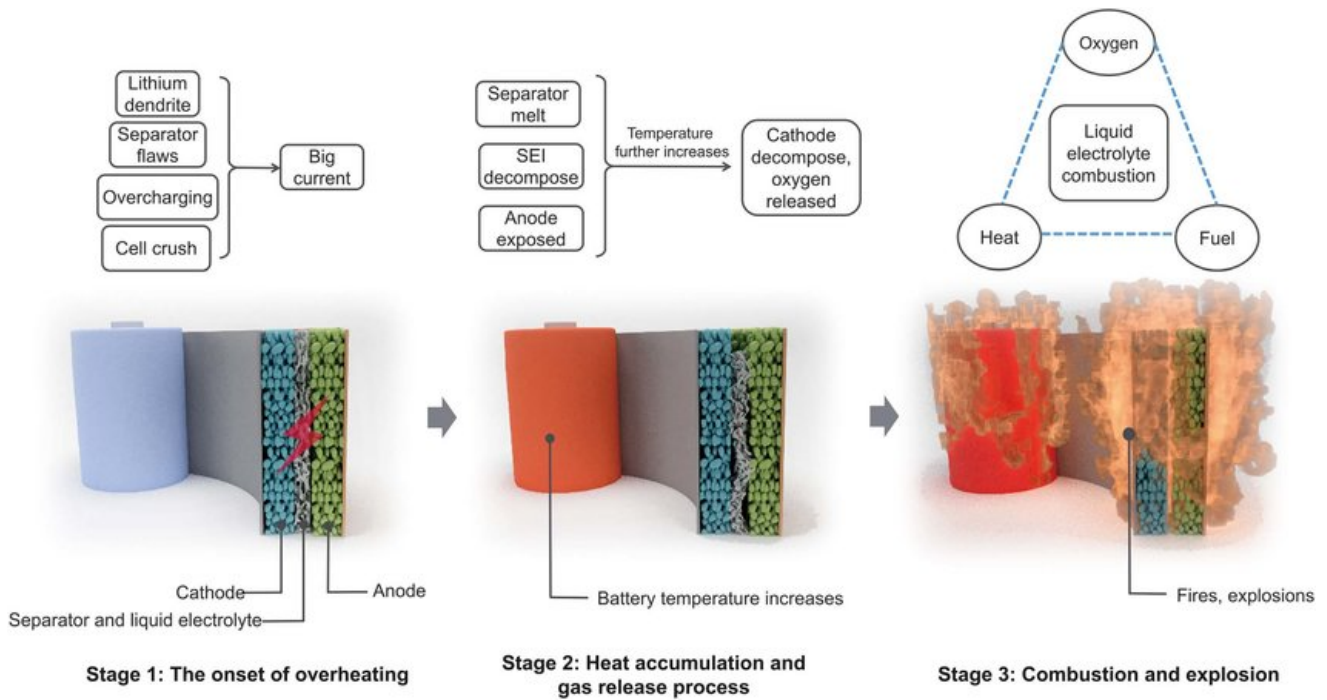 Lithium
dendrite
Separator
flaws
Overcharging
Cell crush
Big
current
Separator
melt
SEI
decompose
Anode
exposed
Temperature
further increases
Cathode
decompose,
oxygen
released
Oxygen
Liquid
electrolyte
combustion
Heat
Fuel
Cathode
Anode
Separator and liquid electrolyte
Battery temperature increases
Fires, explosions
Stage 1: The onset of overheating
Stage 2: Heat accumulation and
gas release process
Stage 3: Combustion and explosion